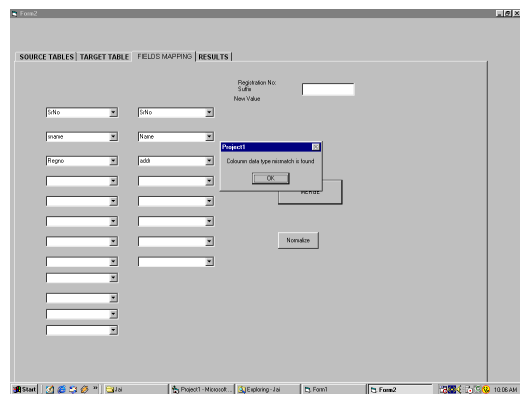 Form2
SOURCE TABLES TARGET TABLE FIELDS MAPPING RESULTS
Registration No:
Suffix
New Value
SrNo SrNo
sname Name
Regno addr
Project1
Coloumn data type mismatch is found
OK
MERGE
Normalize
Start Jai Project1 - Microsoft ... Exploring - Jai Form1 Form2 10:06 AM